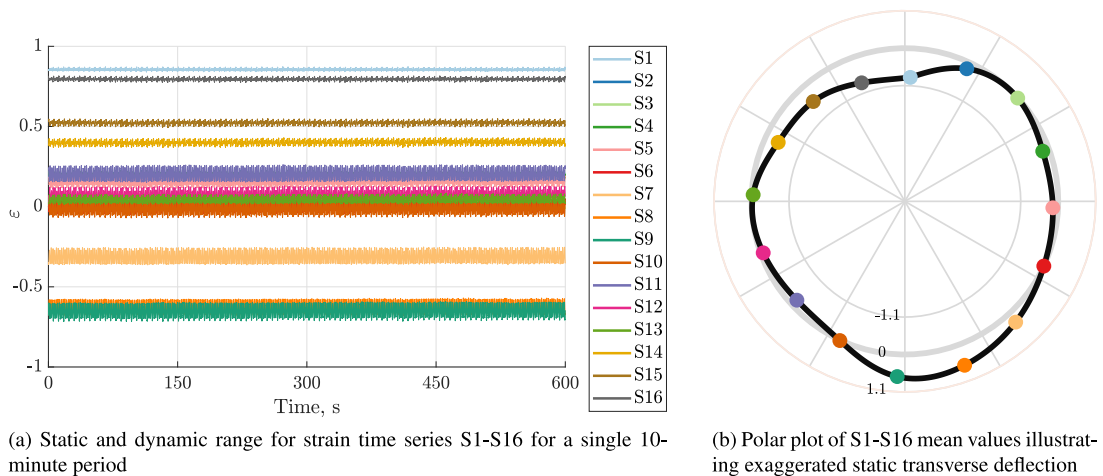 1
0.5
0
-0.5
-1
ε
0
150
300
450
600
Time, s
S1
S2
S3
S4
S5
S6
S7
S8
S9
S10
S11
S12
S13
S14
S15
S16
-1.1
0
1.1
(a) Static and dynamic range for strain time series S1-S16 for a single 10-
minute period
(b) Polar plot of S1-S16 mean values illustrat-
ing exaggerated static transverse deflection